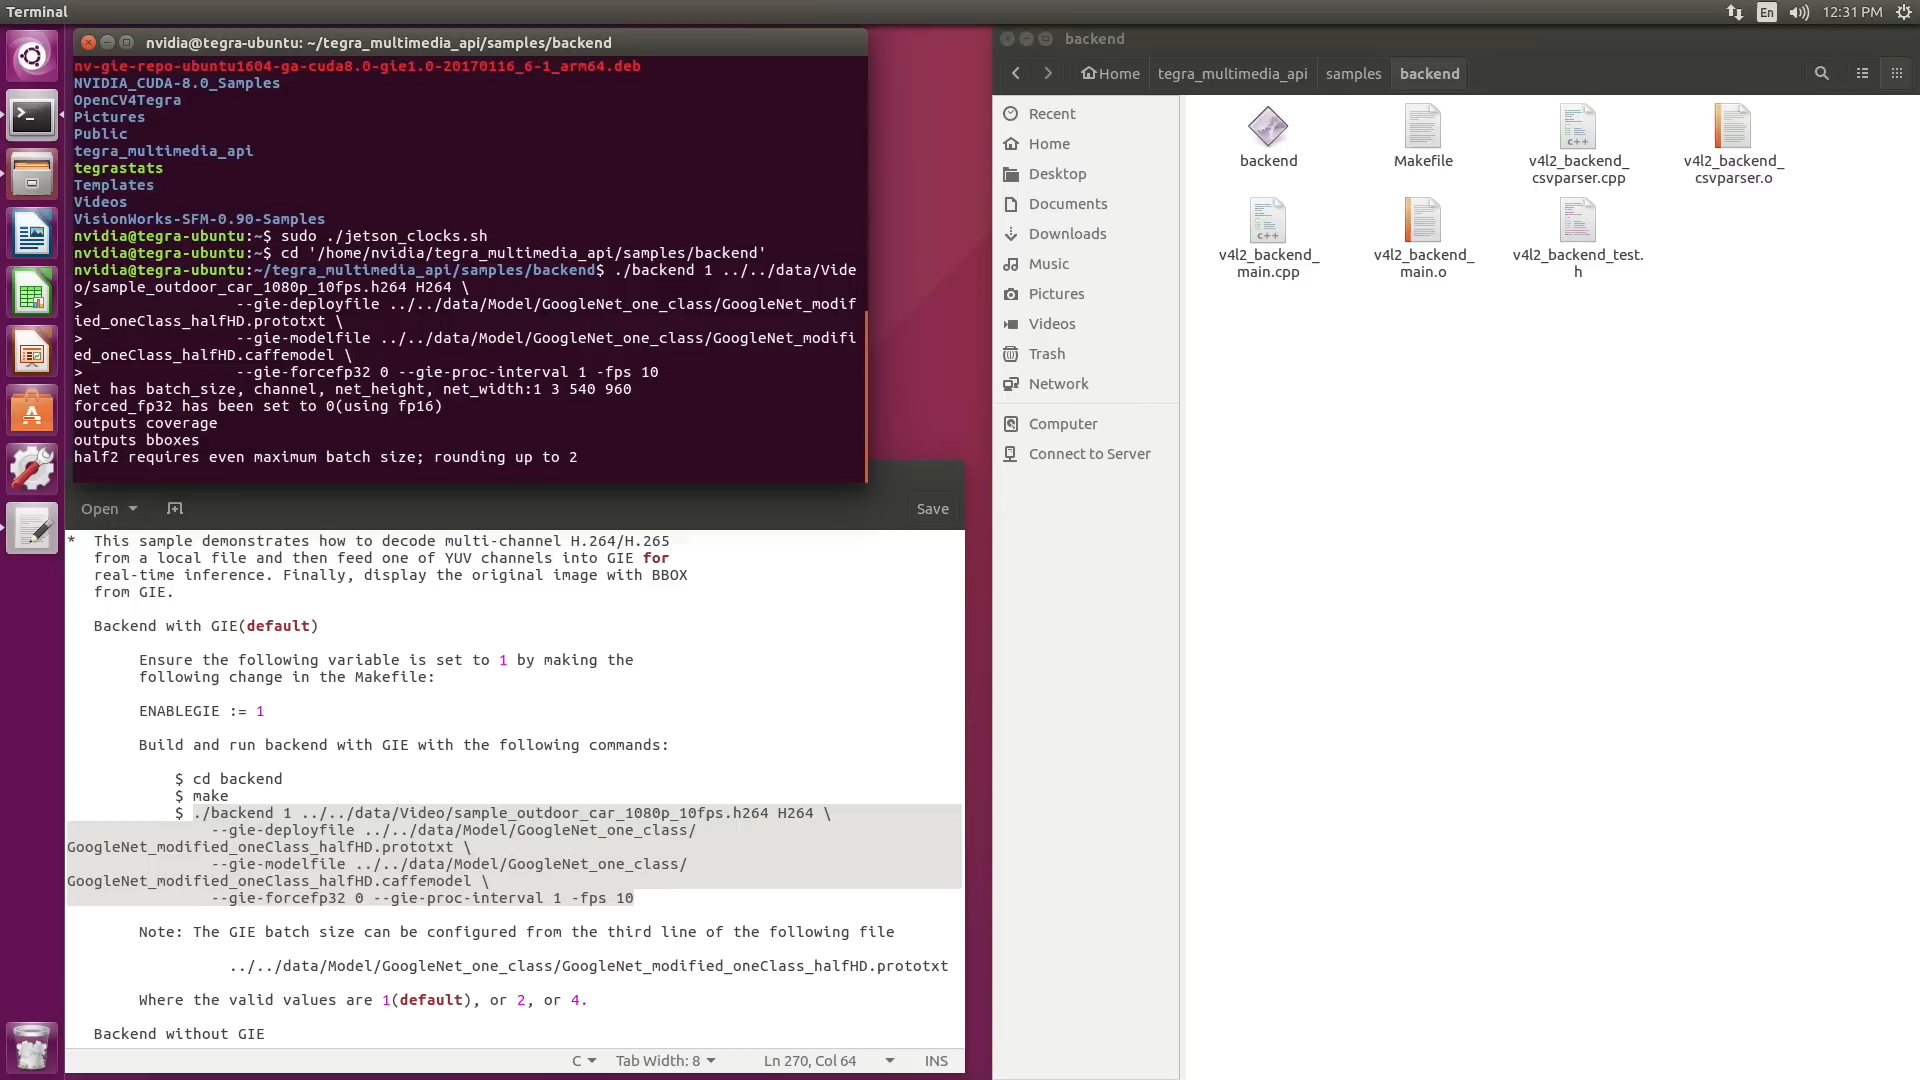 Terminal
En
12:31 PM
nvidia@tegra-ubuntu: ~/tegra_multimedia_api/samples/backend
nv-gie-repo-ubuntu1604-ga-cuda8.0-gie1.0-20170116_6-1_arm64.deb
NVIDIA_CUDA-8.0_Samples
OpenCV4Tegra
Pictures
Public
tegra_multimedia_api
tegrastats
Templates
Videos
VisionWorks-SFM-0.90-Samples
nvidia@tegra-ubuntu:~$ sudo ./jetson_clocks.sh
nvidia@tegra-ubuntu:~$ cd '/home/nvidia/tegra_multimedia_api/samples/backend'
nvidia@tegra-ubuntu:~/tegra_multimedia_api/samples/backend$ ./backend 1 ../../data/Vide
o/sample_outdoor_car_1080p_10fps.h264 H264 \
> --gie-deployfile ../../data/Model/GoogleNet_one_class/GoogleNet_modif
ied_oneClass_halfHD.prototxt \
> --gie-modelfile ../../data/Model/GoogleNet_one_class/GoogleNet_modifi
ed_oneClass_halfHD.caffemodel \
> --gie-forcefp32 0 --gie-proc-interval 1 -fps 10
Net has batch_size, channel, net_height, net_width:1 3 540 960
forced_fp32 has been set to 0(using fp16)
outputs coverage
outputs bboxes
half2 requires even maximum batch size; rounding up to 2
Open
Save
* This sample demonstrates how to decode multi-channel H.264/H.265
from a local file and then feed one of YUV channels into GIE for
real-time inference. Finally, display the original image with BBOX
from GIE.
Backend with GIE(default)
Ensure the following variable is set to 1 by making the
following change in the Makefile:
ENABLEGIE := 1
Build and run backend with GIE with the following commands:
$ cd backend
$ make
$ ./backend 1 ../../data/Video/sample_outdoor_car_1080p_10fps.h264 H264 \
--gie-deployfile ../../data/Model/GoogleNet_one_class/
GoogleNet_modified_oneClass_halfHD.prototxt \
--gie-modelfile ../../data/Model/GoogleNet_one_class/
GoogleNet_modified_oneClass_halfHD.caffemodel \
--gie-forcefp32 0 --gie-proc-interval 1 -fps 10
Note: The GIE batch size can be configured from the third line of the following file
../../data/Model/GoogleNet_one_class/GoogleNet_modified_oneClass_halfHD.prototxt
Where the valid values are 1(default), or 2, or 4.
Backend without GIE
C
Tab Width: 8
Ln 270, Col 64
INS
backend
Home
tegra_multimedia_api
samples
backend
Recent
Home
Desktop
Documents
Downloads
Music
Pictures
Videos
Trash
Network
Computer
Connect to Server
backend
Makefile
v4l2_backend_
csvparser.cpp
v4l2_backend_
csvparser.o
v4l2_backend_
main.cpp
v4l2_backend_
main.o
v4l2_backend_test.
h